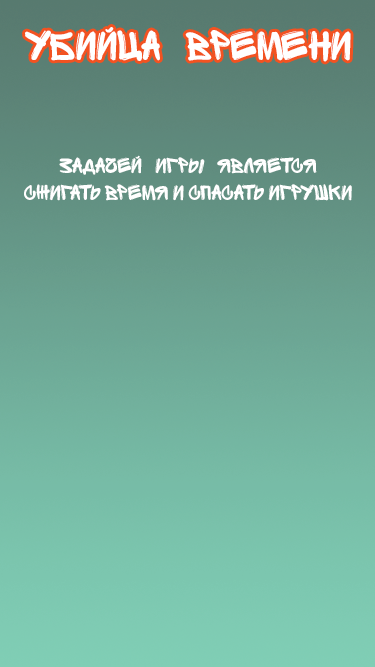 УБИЙЦА ВРЕМЕНИ
ЗАДАЧЕЙ ИГРЫ ЯВЛЯЕТСЯ
СЖИГАТЬ ВРЕМЯ И СПАСАТЬ ИГРУШКИ